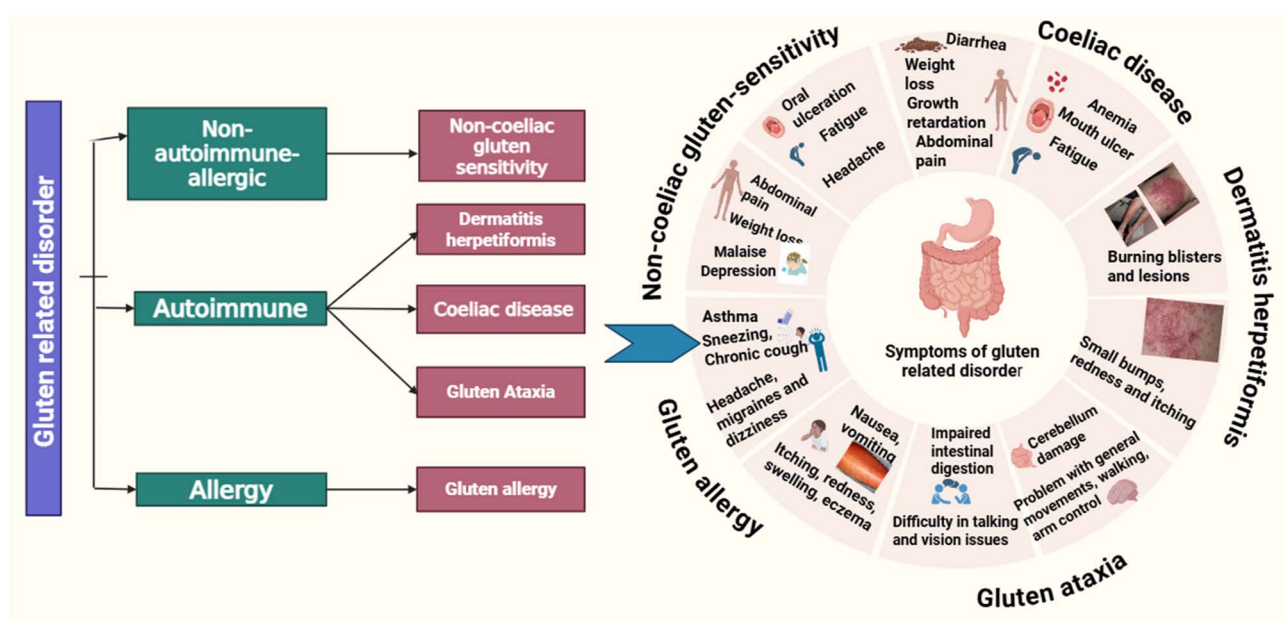 Gluten related disorder
Non-
autoimmune-
allergic
Autoimmune
Allergy
Non-coeliac
gluten
sensitivity
Dermatitis
herpetiformis
Coeliac disease
Gluten Ataxia
Gluten allergy
Non-coeliac gluten-sensitivity
Oral
ulceration
Fatigue
Headache
Abdominal
pain
Weight loss
Malaise
Depression
Coeliac disease
Diarrhea
Weight
loss
Growth
retardation
Abdominal
pain
Anemia
Mouth ulcer
Fatigue
Dermatitis herpetiformis
Burning blisters
and lesions
Small bumps,
redness and itching
Gluten ataxia
Cerebellum
damage
Problem with general
movements, walking,
arm control
Impaired
intestinal
digestion
Difficulty in talking
and vision issues
Gluten allergy
Nausea,
vomiting
Itching, redness,
swelling, eczema
Asthma
Sneezing,
Chronic cough
Headache,
migraines and
dizziness
Symptoms of gluten
related disorder